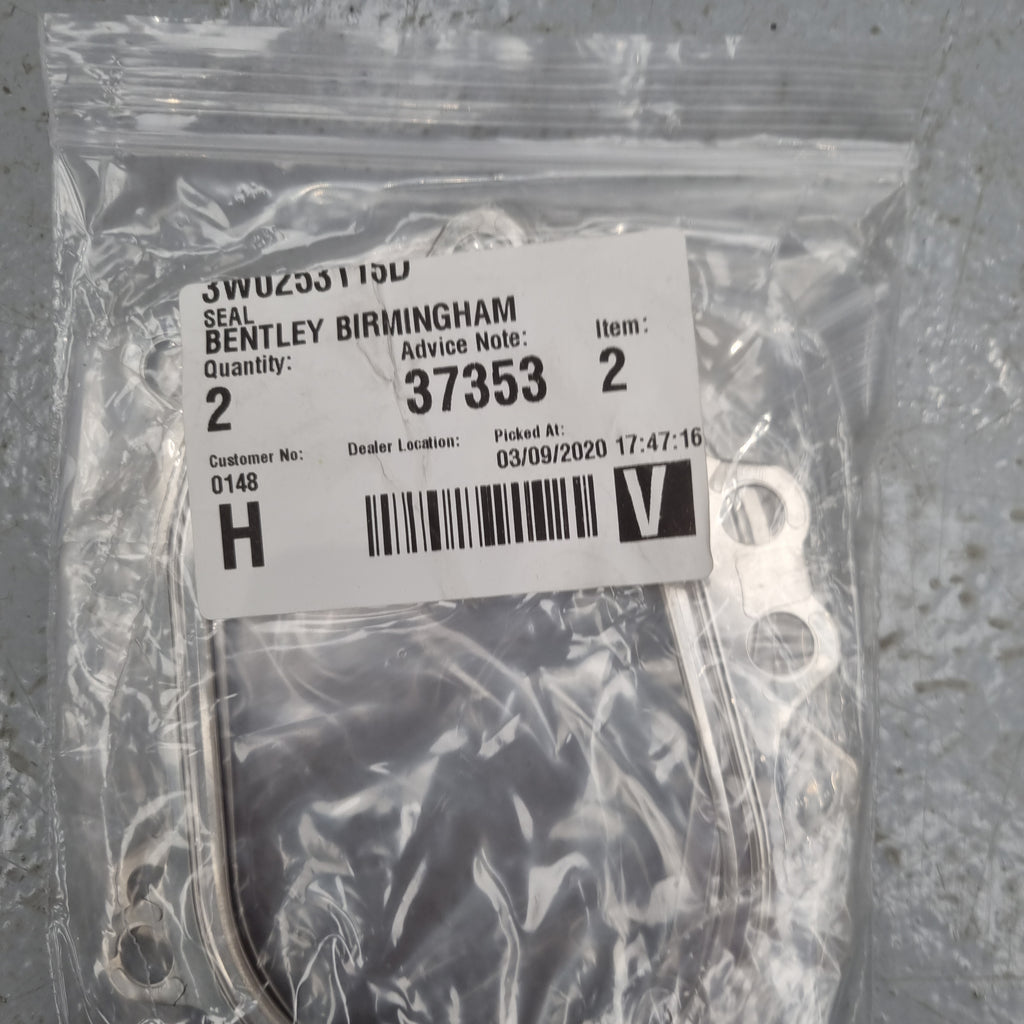 3W0253115D
SEAL
BENTLEY BIRMINGHAM
Quantity: Advice Note: Item:
2 37353 2
Customer No: Dealer Location: Picked At:
0148 03/09/2020 17:47:16
H V